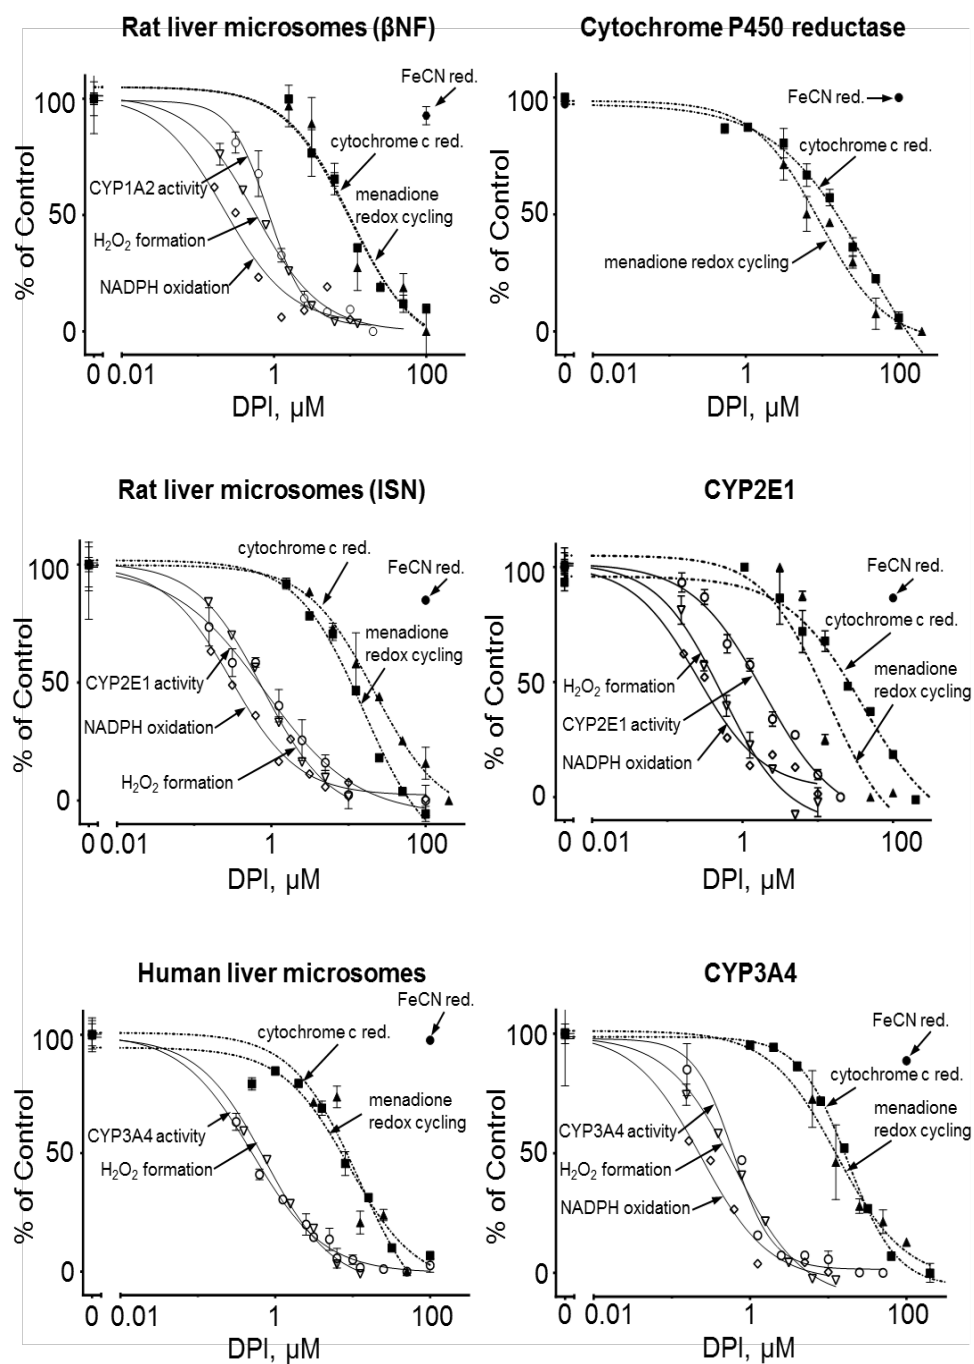 Rat liver microsomes (βNF)
% of Control
100
50
0
FeCN red.
cytochrome c red.
menadione
redox cycling
CYP1A2 activity
H₂O₂ formation
NADPH oxidation
0 0.01 1 100
DPI, µM
Cytochrome P450 reductase
% of Control
100
50
0
FeCN red.
cytochrome c red.
menadione redox cycling
0 0.01 1 100
DPI, µM
Rat liver microsomes (ISN)
% of Control
100
50
0
cytochrome c red.
FeCN red.
menadione
redox cycling
CYP2E1 activity
NADPH oxidation
H₂O₂ formation
0 0.01 1 100
DPI, µM
CYP2E1
% of Control
100
50
0
FeCN red.
cytochrome c red.
menadione
redox cycling
H₂O₂ formation
CYP2E1 activity
NADPH oxidation
0 0.01 1 100
DPI, µM
Human liver microsomes
% of Control
100
50
0
FeCN red.
cytochrome c red.
menadione
redox cycling
CYP3A4 activity
H₂O₂ formation
0 0.01 1 100
DPI, µM
CYP3A4
% of Control
100
50
0
FeCN red.
cytochrome c red.
menadione
redox cycling
CYP3A4 activity
H₂O₂ formation
NADPH oxidation
0 0.01 1 100
DPI, µM